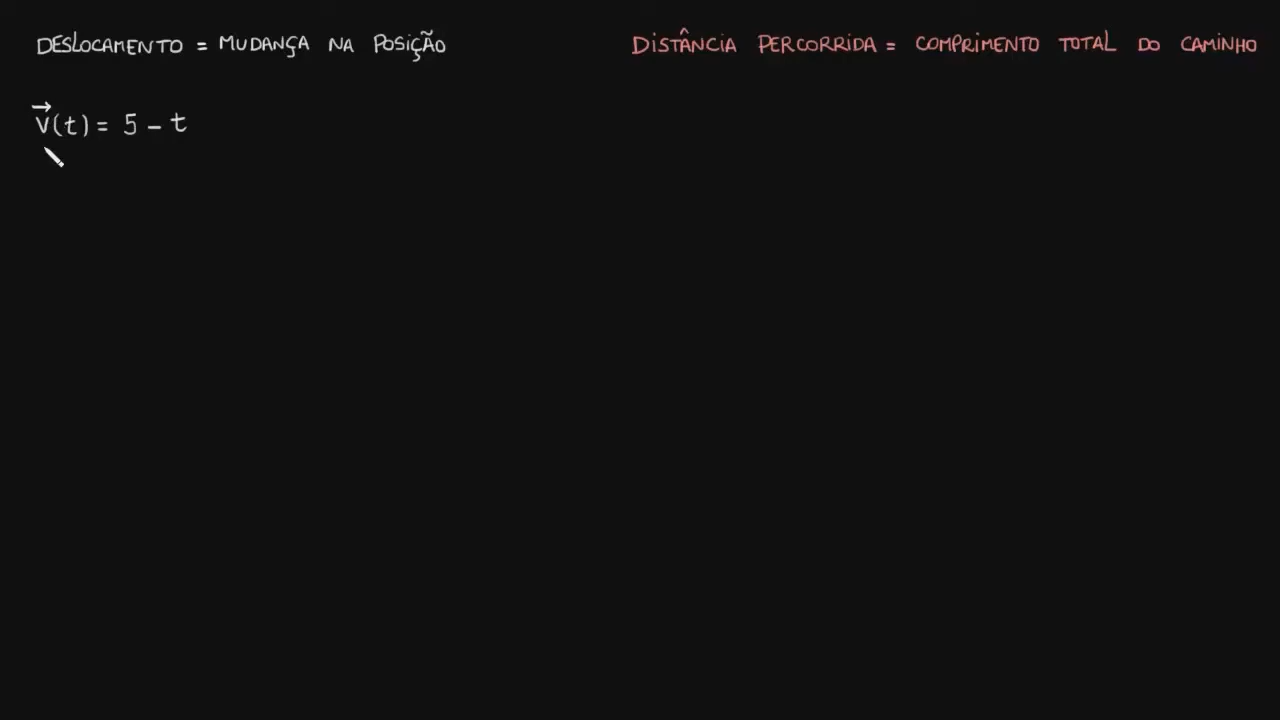 DESLOCAMENTO = MUDANÇA NA POSIÇÃO
DISTÂNCIA PERCORRIDA = COMPRIMENTO TOTAL DO CAMINHO
v⃗(t) = 5 - t